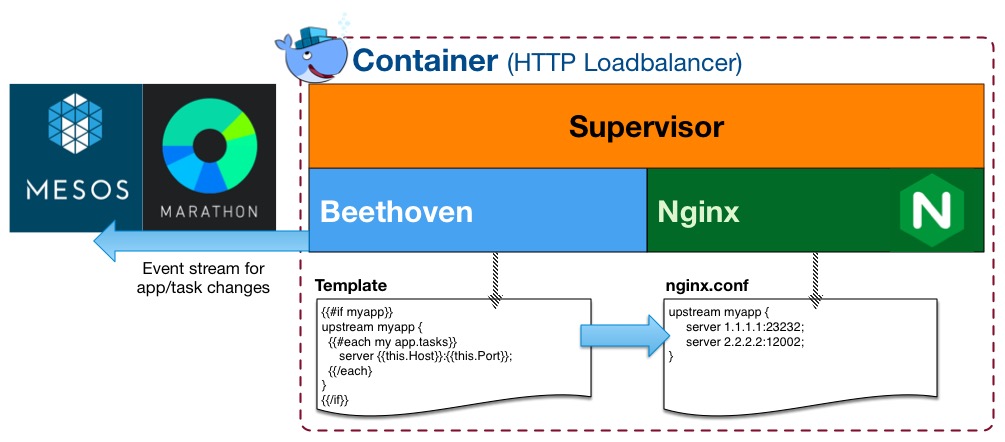 Container (HTTP Loadbalancer)
MESOS
MARATHON
Supervisor
Beethoven
Nginx
N
Event stream for
app/task changes
Template
{{#if myapp}}
upstream myapp {
{{#each my app.tasks}}
server {{this.Host}}:{{this.Port}};
{{/each}
}
{{/if}}
nginx.conf
upstream myapp {
server 1.1.1.1:23232;
server 2.2.2.2:12002;
}